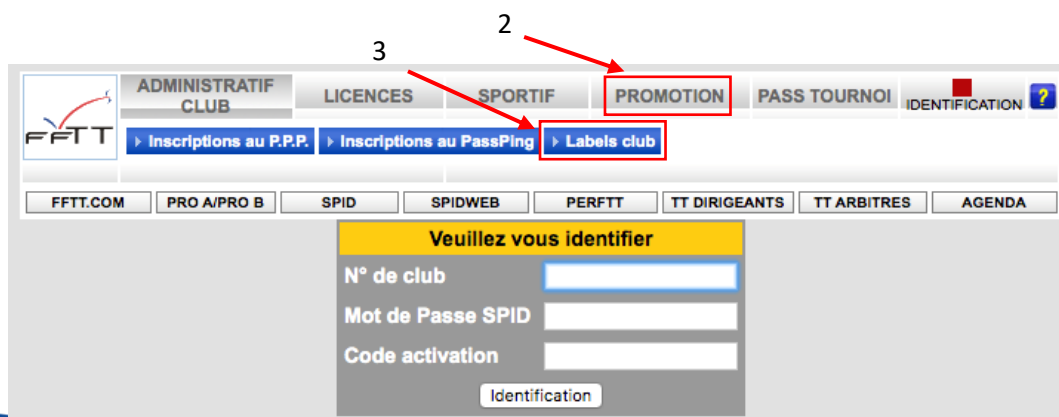 2
3
ADMINISTRATIF CLUB LICENCES SPORTIF PROMOTION PASS TOURNOI IDENTIFICATION ?
FFTT
Inscriptions au P.P.P. Inscriptions au PassPing Labels club
FFTT.COM PRO A/PRO B SPID SPIDWEB PERFTT TT DIRIGEANTS TT ARBITRES AGENDA
Veuillez vous identifier
N° de club
Mot de Passe SPID
Code activation
Identification